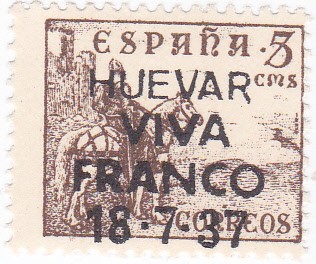 ESPAÑA. 5
CMS
HUEVAR
VIVA
FRANCO
18-7-37
CORREOS